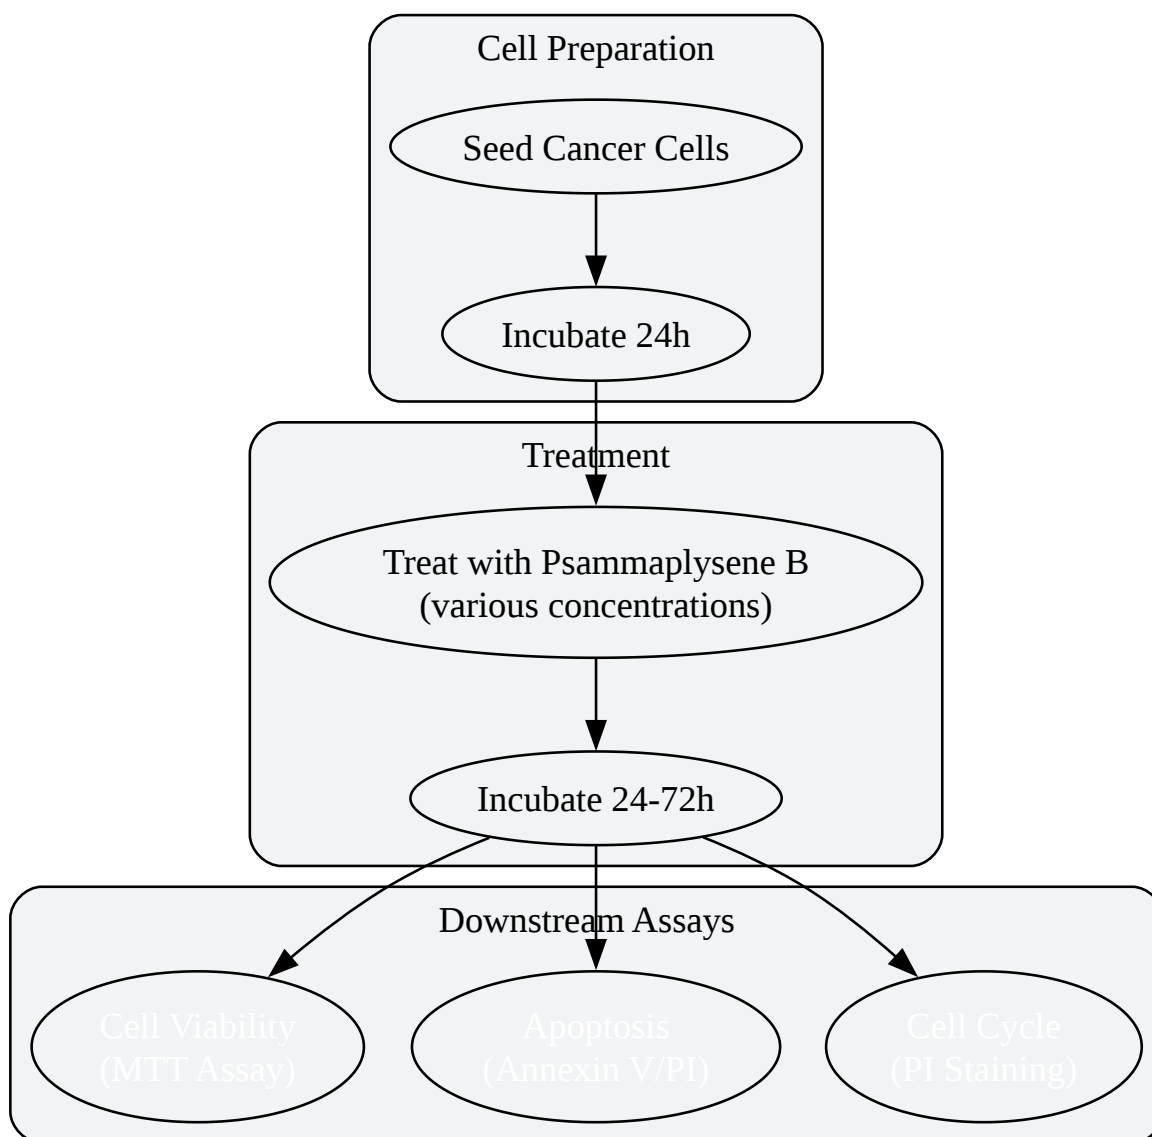 Cell Preparation
Seed Cancer Cells
Incubate 24h
Treatment
Treat with Psammaplysene B
(various concentrations)
Incubate 24-72h
Downstream Assays
Cell Viability
(MTT Assay)
Apoptosis
(Annexin V/PI)
Cell Cycle
(PI Staining)